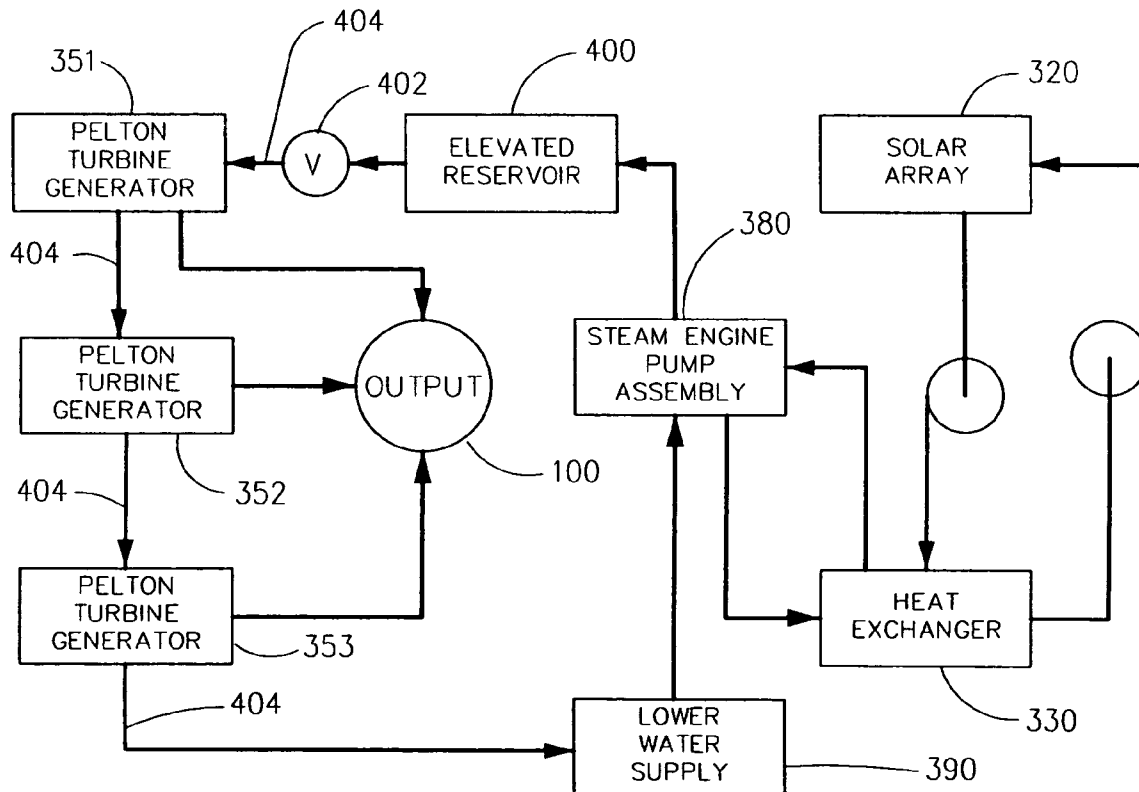 404
351
402
400
320
PELTON
TURBINE
GENERATOR
V
ELEVATED
RESERVOIR
SOLAR
ARRAY
404
380
PELTON
TURBINE
GENERATOR
OUTPUT
STEAM ENGINE
PUMP
ASSEMBLY
352
100
404
PELTON
TURBINE
GENERATOR
353
HEAT
EXCHANGER
404
330
LOWER
WATER
SUPPLY
390